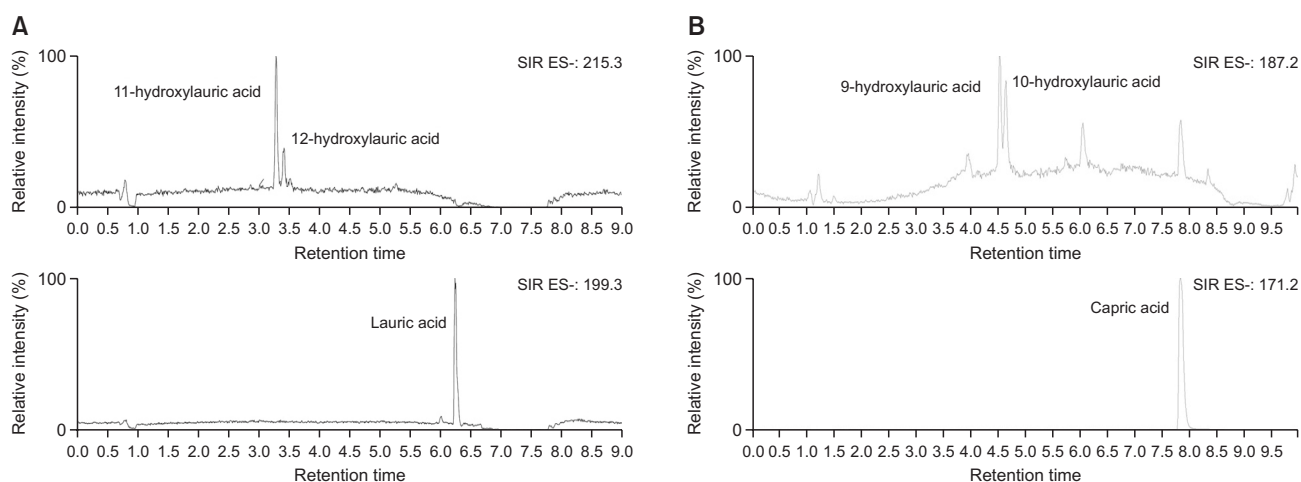 A
Relative intensity (%)
100
0
SIR ES-: 215.3
11-hydroxylauric acid
12-hydroxylauric acid
0.0 0.5 1.0 1.5 2.0 2.5 3.0 3.5 4.0 4.5 5.0 5.5 6.0 6.5 7.0 7.5 8.0 8.5 9.0
Retention time
Relative intensity (%)
100
0
SIR ES-: 199.3
Lauric acid
0.0 0.5 1.0 1.5 2.0 2.5 3.0 3.5 4.0 4.5 5.0 5.5 6.0 6.5 7.0 7.5 8.0 8.5 9.0
Retention time
B
Relative intensity (%)
100
0
SIR ES-: 187.2
9-hydroxylauric acid
10-hydroxylauric acid
0.0 0.5 1.0 1.5 2.0 2.5 3.0 3.5 4.0 4.5 5.0 5.5 6.0 6.5 7.0 7.5 8.0 8.5 9.0 9.5
Retention time
Relative intensity (%)
100
0
SIR ES-: 171.2
Capric acid
0.0 0.5 1.0 1.5 2.0 2.5 3.0 3.5 4.0 4.5 5.0 5.5 6.0 6.5 7.0 7.5 8.0 8.5 9.0 9.5
Retention time